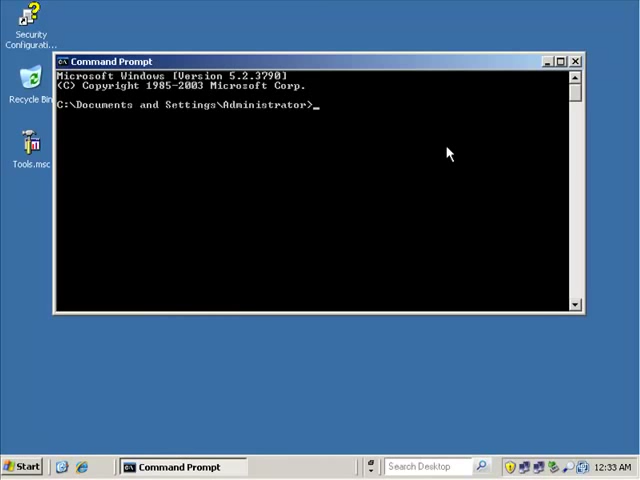 Security
Configurati...
Recycle Bin
Tools.msc
Command Prompt
Microsoft Windows [Version 5.2.3790]
(C) Copyright 1985-2003 Microsoft Corp.
C:\Documents and Settings\Administrator>_
Start
Command Prompt
Search Desktop
12:33 AM